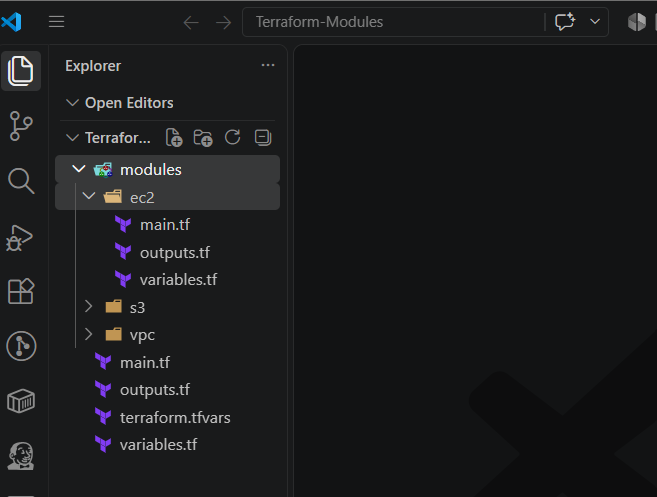 Terraform-Modules
Explorer
Open Editors
Terrafor...
modules
ec2
main.tf
outputs.tf
variables.tf
s3
vpc
main.tf
outputs.tf
terraform.tfvars
variables.tf